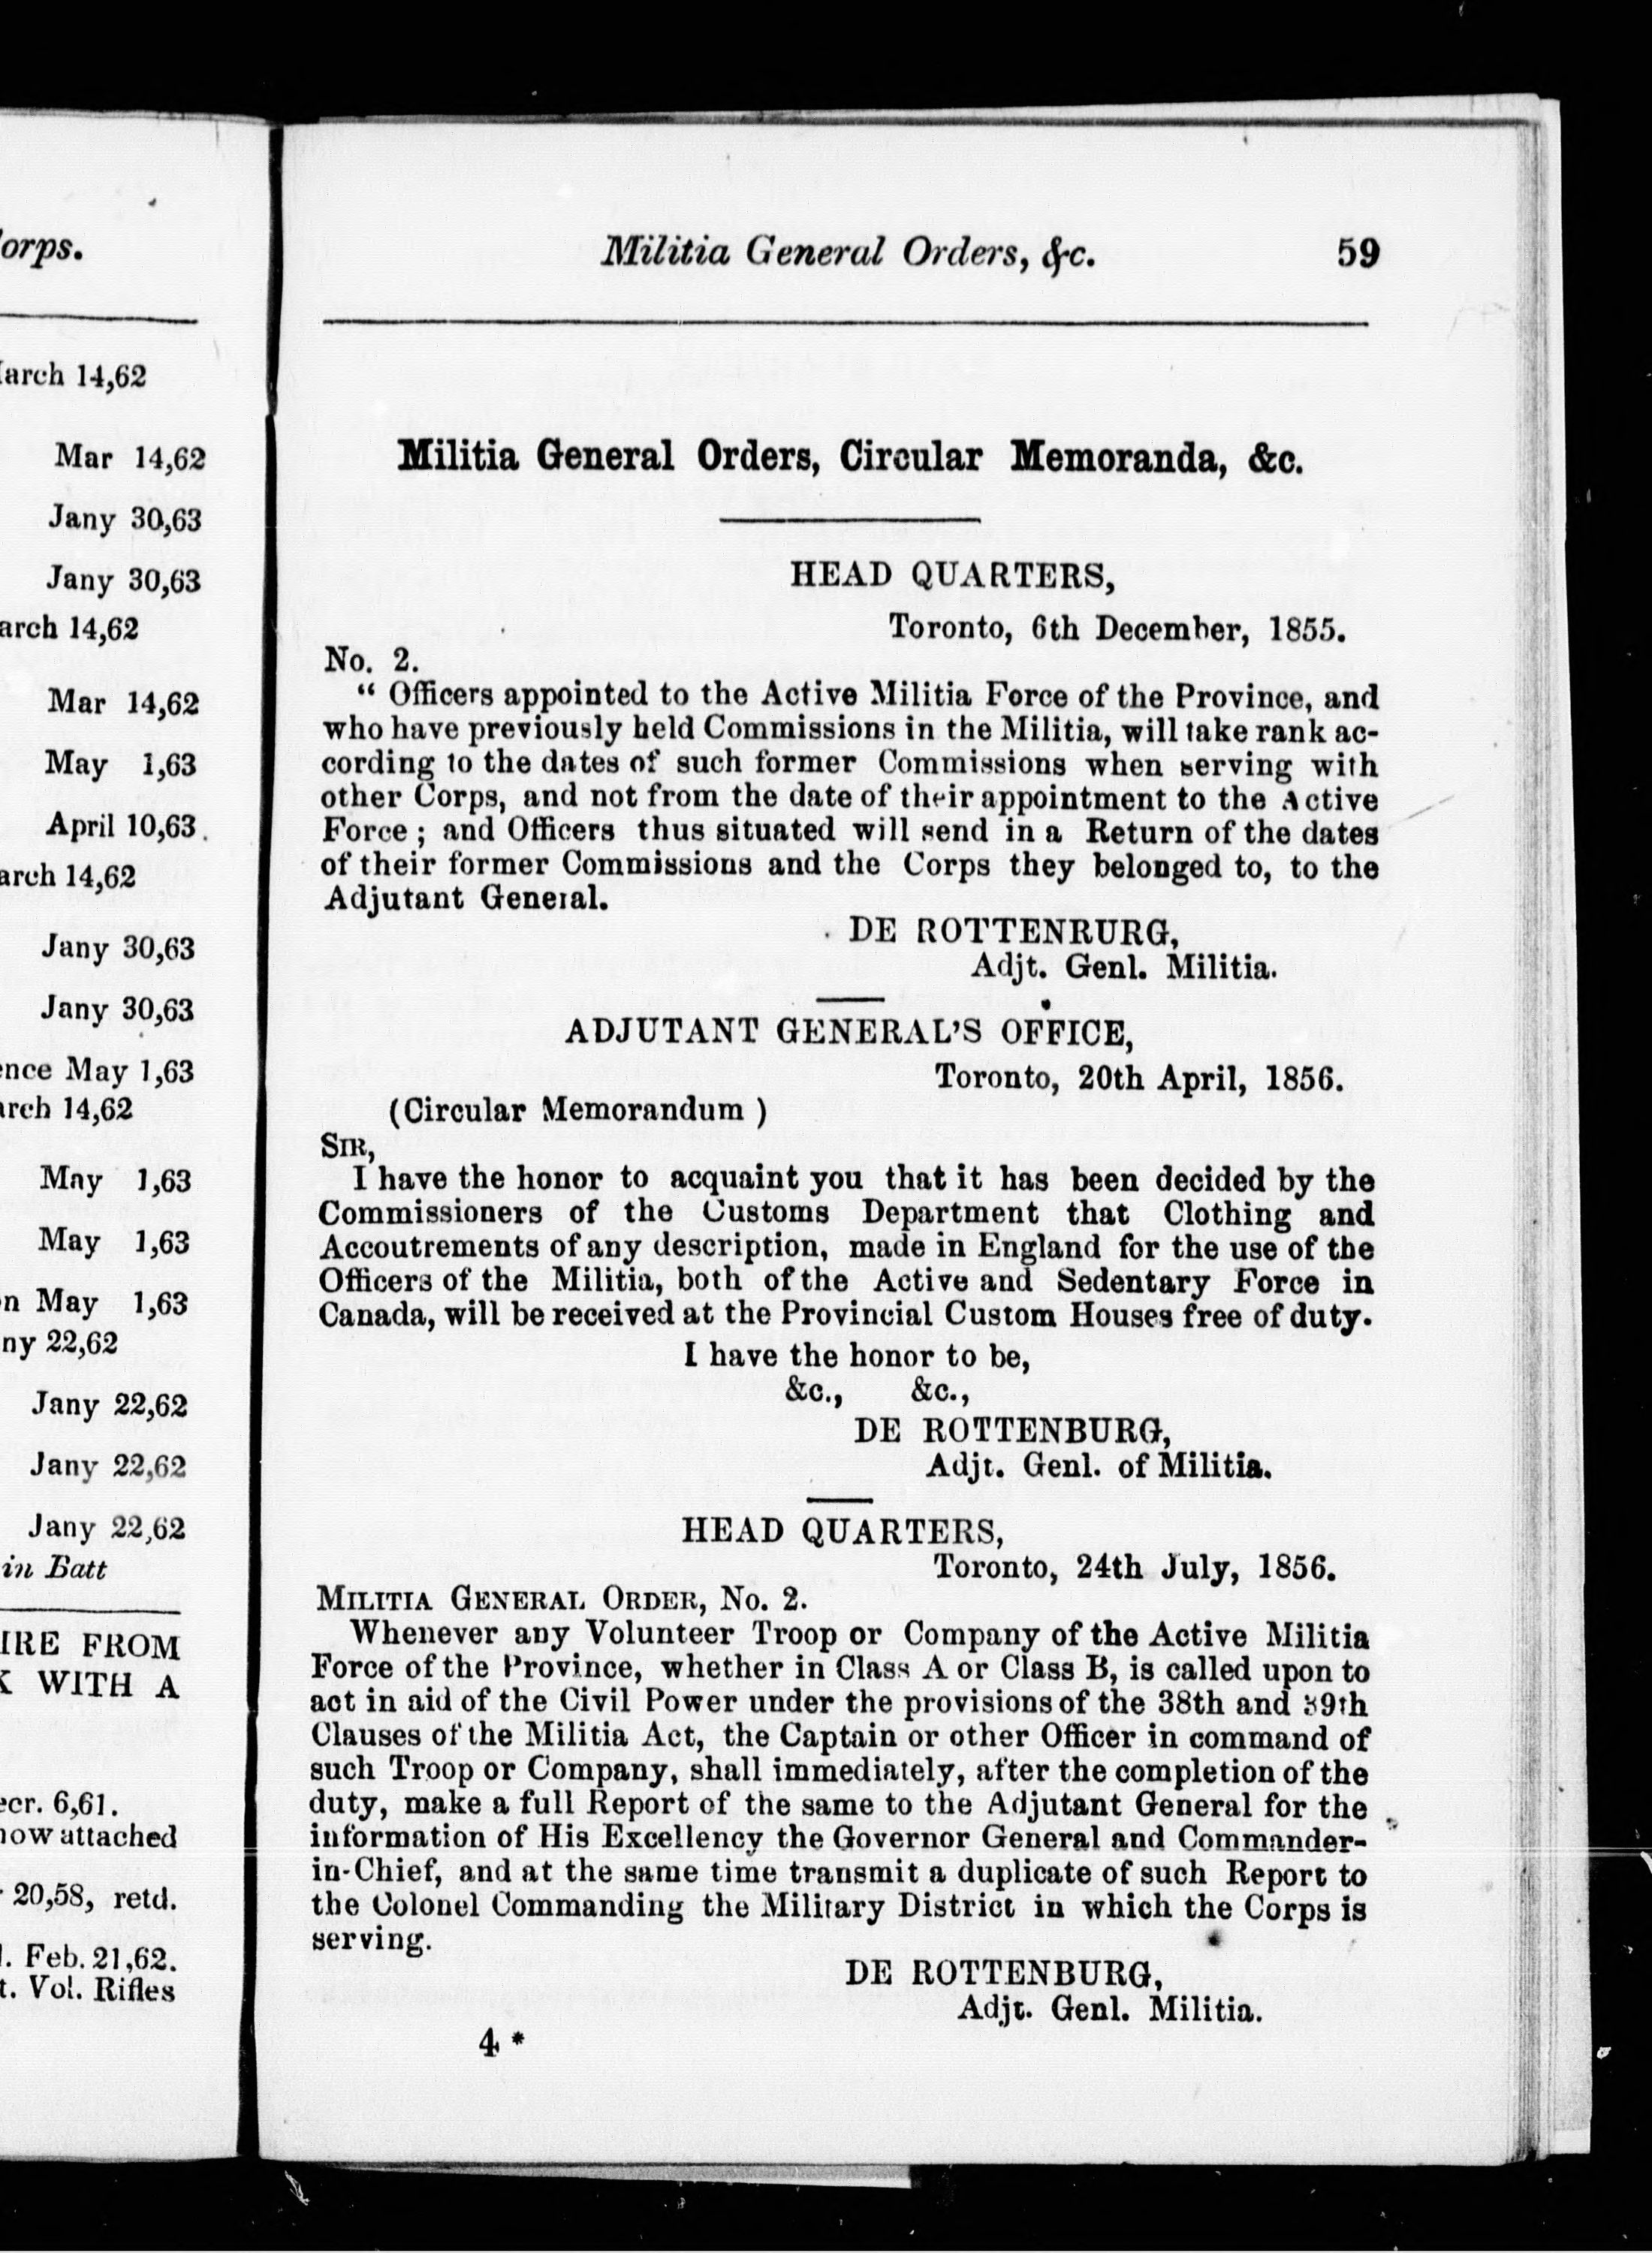 orps.
arch 14,62
Mar 14,62
Jany 30,63
Jany 30,63
arch 14,62
Mar 14,62
May 1,63
April 10,63.
arch 14,62
Jany 30,63
Jany 30,63
nce May 1,63
rch 14,62
May 1,63
May 1,63
n May 1,63
ny 22,62
Jany 22,62
Jany 22,62
Jany 22,62
in Batt
IRE FROM
K WITH A
cr. 6,61.
now attached
20,58, retd.
. Feb. 21,62.
t. Vol. Rifles
Militia General Orders, &c. 59
Militia General Orders, Circular Memoranda, &c.
HEAD QUARTERS,
Toronto, 6th December, 1855.
No. 2.
“ Officers appointed to the Active Militia Force of the Province, and
who have previously held Commissions in the Militia, will take rank ac-
cording to the dates of such former Commissions when serving with
other Corps, and not from the date of their appointment to the Active
Force ; and Officers thus situated will send in a Return of the dates
of their former Commissions and the Corps they belonged to, to the
Adjutant General.
DE ROTTENRURG,
Adjt. Genl. Militia.
ADJUTANT GENERAL’S OFFICE,
Toronto, 20th April, 1856.
(Circular Memorandum )
SIR,
I have the honor to acquaint you that it has been decided by the
Commissioners of the Customs Department that Clothing and
Accoutrements of any description, made in England for the use of the
Officers of the Militia, both of the Active and Sedentary Force in
Canada, will be received at the Provincial Custom Houses free of duty.
I have the honor to be,
&c., &c.,
DE ROTTENBURG,
Adjt. Genl. of Militia.
HEAD QUARTERS,
Toronto, 24th July, 1856.
MILITIA GENERAL ORDER, No. 2.
Whenever any Volunteer Troop or Company of the Active Militia
Force of the Province, whether in Class A or Class B, is called upon to
act in aid of the Civil Power under the provisions of the 38th and 39th
Clauses of the Militia Act, the Captain or other Officer in command of
such Troop or Company, shall immediately, after the completion of the
duty, make a full Report of the same to the Adjutant General for the
information of His Excellency the Governor General and Commander-
in-Chief, and at the same time transmit a duplicate of such Report to
the Colonel Commanding the Military District in which the Corps is
serving.
DE ROTTENBURG,
Adjt. Genl. Militia.
4 *